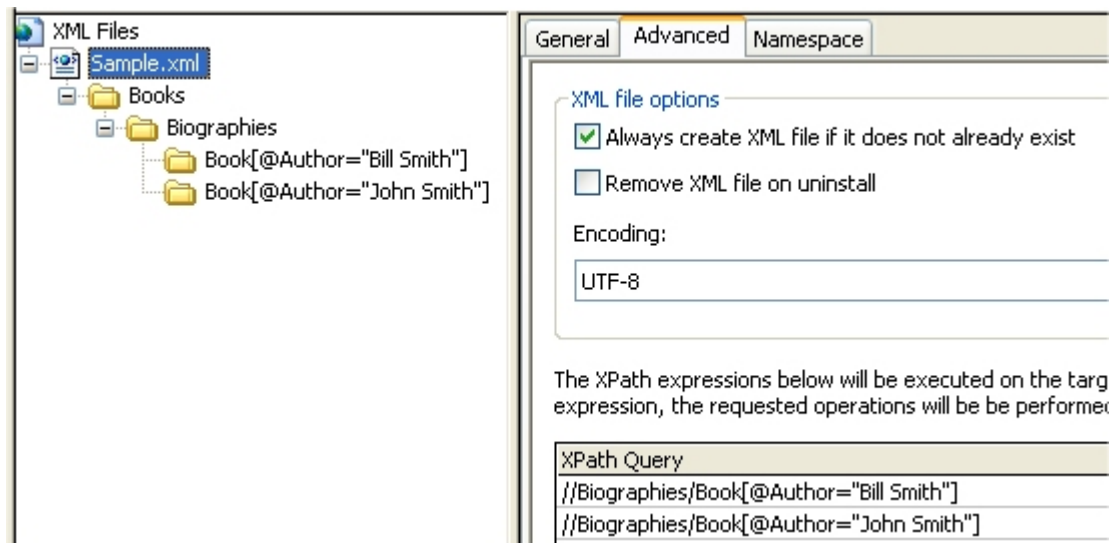 XML Files
Sample.xml
Books
Biographies
Book[@Author="Bill Smith"]
Book[@Author="John Smith"]
General
Advanced
Namespace
XML file options
Always create XML file if it does not already exist
Remove XML file on uninstall
Encoding:
UTF-8
The XPath expressions below will be executed on the targ
expression, the requested operations will be be performed
XPath Query
//Biographies/Book[@Author="Bill Smith"]
//Biographies/Book[@Author="John Smith"]